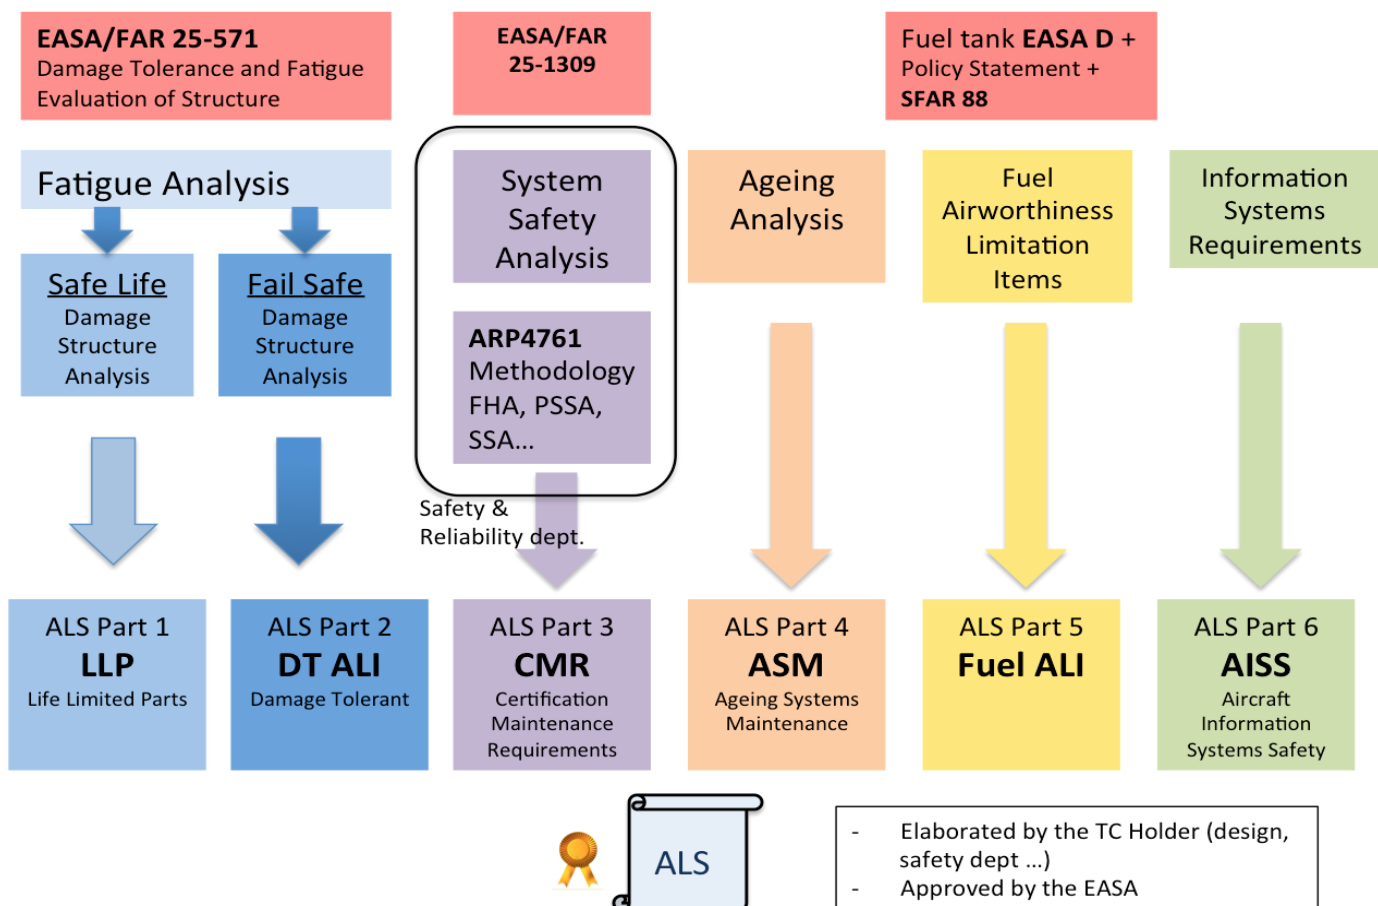 EASA/FAR 25-571
Damage Tolerance and Fatigue
Evaluation of Structure
EASA/FAR
25-1309
Fuel tank EASA D +
Policy Statement +
SFAR 88
Fatigue Analysis
System
Safety
Analysis
Ageing
Analysis
Fuel
Airworthiness
Limitation
Items
Information
Systems
Requirements
Safe Life
Damage
Structure
Analysis
Fail Safe
Damage
Structure
Analysis
ARP4761
Methodology
FHA, PSSA,
SSA...
Safety &
Reliability dept.
ALS Part 1
LLP
Life Limited Parts
ALS Part 2
DT ALI
Damage Tolerant
ALS Part 3
CMR
Certification
Maintenance
Requirements
ALS Part 4
ASM
Ageing Systems
Maintenance
ALS Part 5
Fuel ALI
ALS Part 6
AISS
Aircraft
Information
Systems Safety
ALS
- Elaborated by the TC Holder (design,
safety dept ...)
- Approved by the EASA